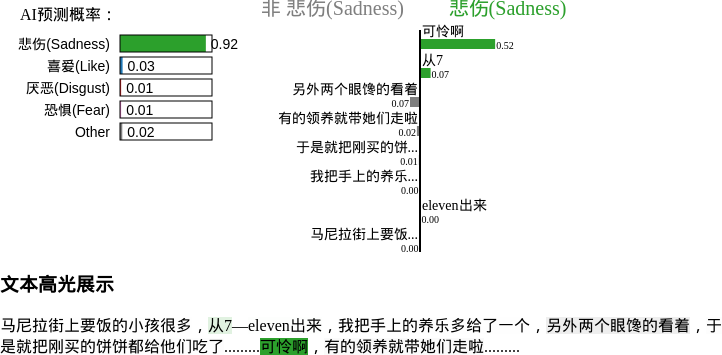 AI预测概率：
悲伤(Sadness) 0.92
喜爱(Like) 0.03
厌恶(Disgust) 0.01
恐惧(Fear) 0.01
Other 0.02
非 悲伤(Sadness) 悲伤(Sadness)
可怜啊
0.52
从7
0.07
另外两个眼馋的看着
0.07
有的领养就带她们走啦
0.02
于是就把刚买的饼...
0.01
我把手上的养乐...
0.00
eleven出来
0.00
马尼拉街上要饭...
0.00
文本高光展示
马尼拉街上要饭的小孩很多，从7—eleven出来，我把手上的养乐多给了一个，另外两个眼馋的看着，于
是就把刚买的饼饼都给他们吃了.........可怜啊，有的领养就带她们走啦.........